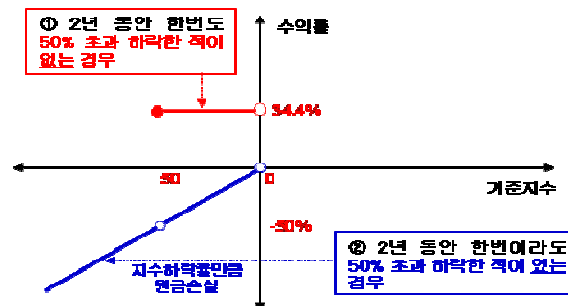 ① 2년 동안 한번도
50% 초과 하락한 적이
없는 경우
수익률
34.4%
-50
0
기준지수
-50%
② 2년 동안 한번이라도
50% 초과 하락한 적이 있는
경우
지수하락률만큼
원금손실